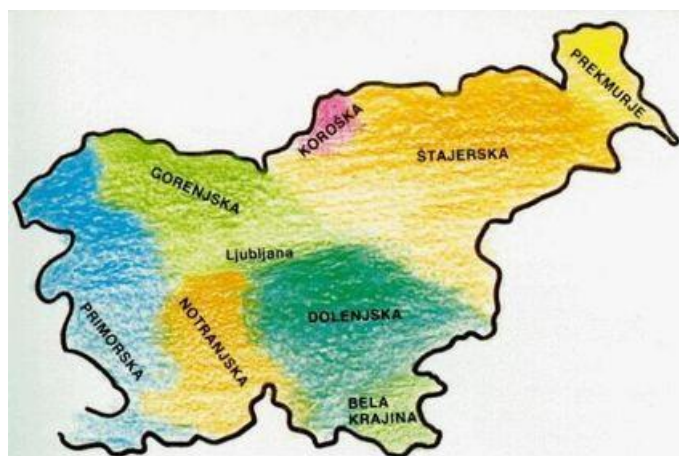 PREKMURJE
KOROŠKA
ŠTAJERSKA
GORENJSKA
Ljubljana
PRIMORSKA
NOTRANJSKA
DOLENJSKA
BELA
KRAJINA